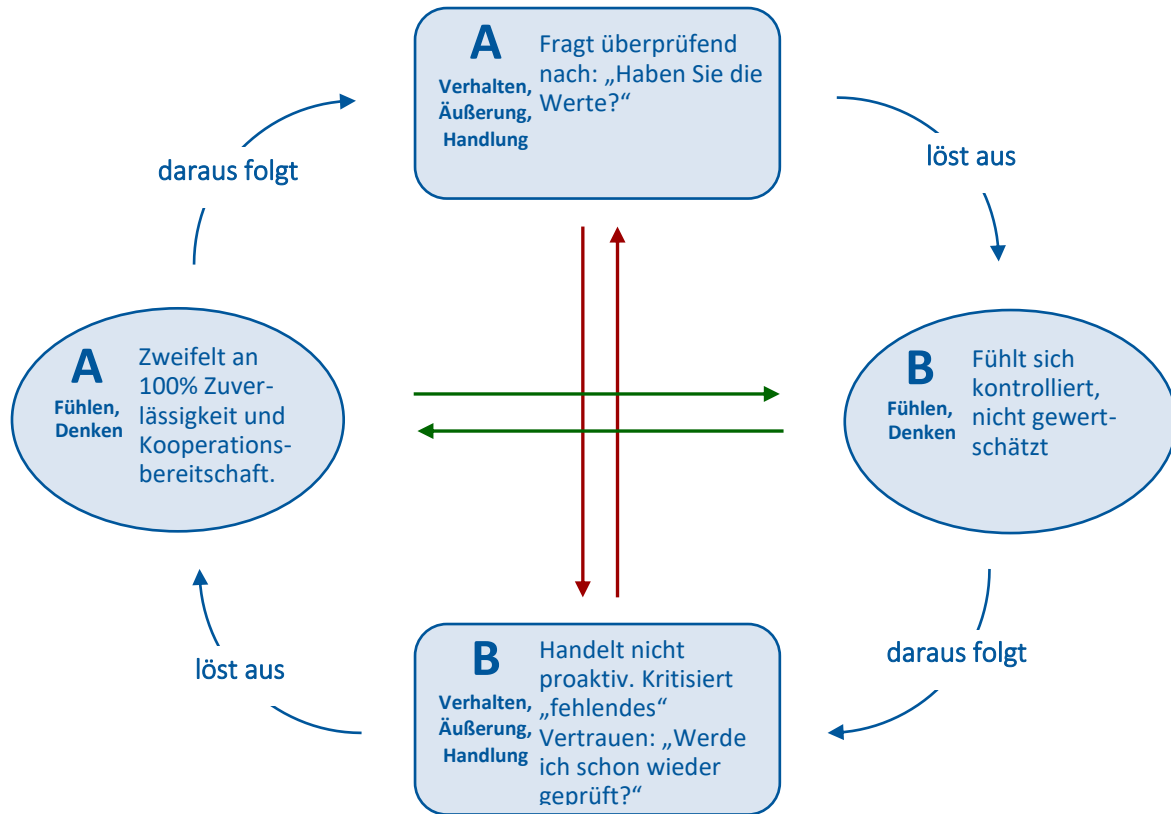 A
Verhalten,
Äußerung,
Handlung
Fragt überprüfend
nach: „Haben Sie die
Werte?“
löst aus
B
Fühlen,
Denken
Fühlt sich
kontrolliert,
nicht gewert-
schätzt
daraus folgt
B
Verhalten,
Äußerung,
Handlung
Handelt nicht
proaktiv. Kritisiert
„fehlendes“
Vertrauen: „Werde
ich schon wieder
geprüft?“
löst aus
A
Fühlen,
Denken
Zweifelt an
100% Zuver-
lässigkeit und
Kooperations-
bereitschaft.
daraus folgt